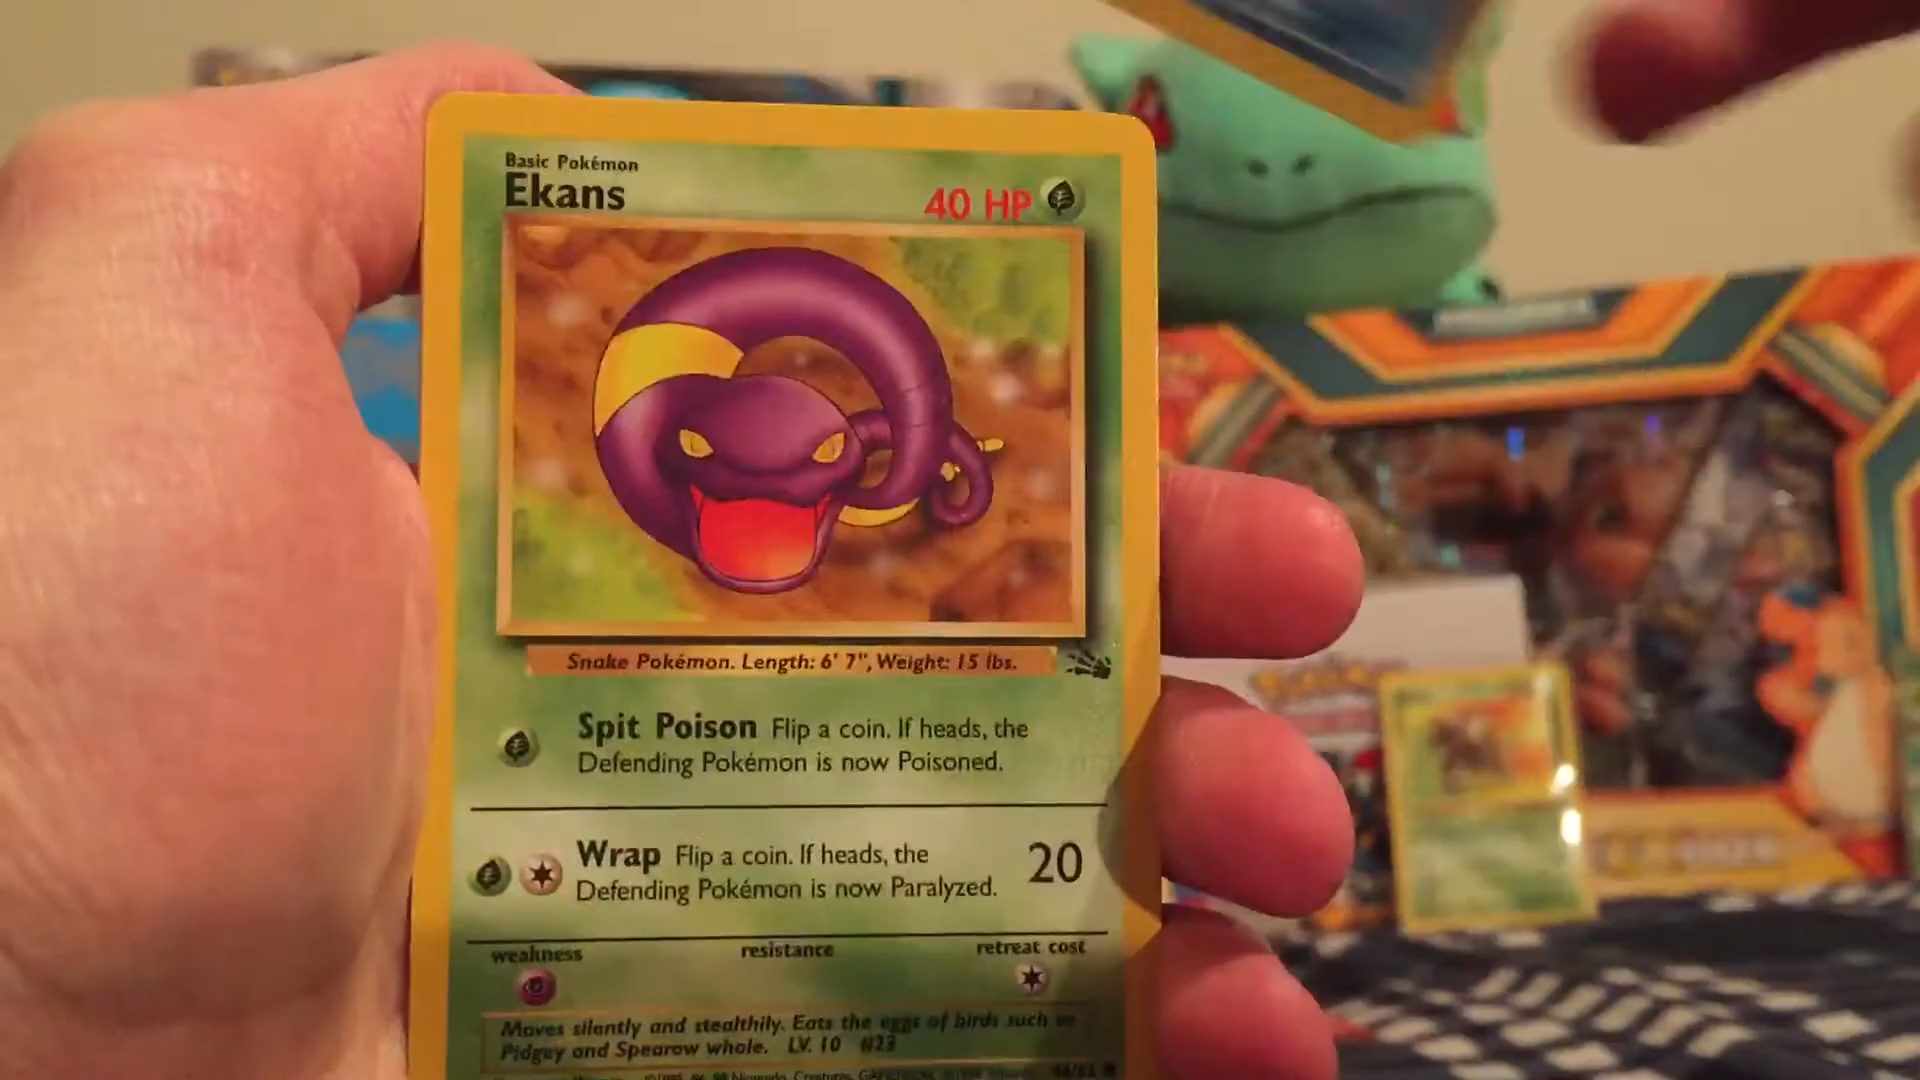 Basic Pokémon
Ekans
40 HP
Snake Pokémon. Length: 6' 7", Weight: 15 lbs.
Spit Poison Flip a coin. If heads, the
Defending Pokémon is now Poisoned.
Wrap Flip a coin. If heads, the
Defending Pokémon is now Paralyzed.
20
weakness resistance retreat cost
Moves silently and stealthily. Eats the eggs of birds such as
Pidgey and Spearow whole. LV. 10 #23